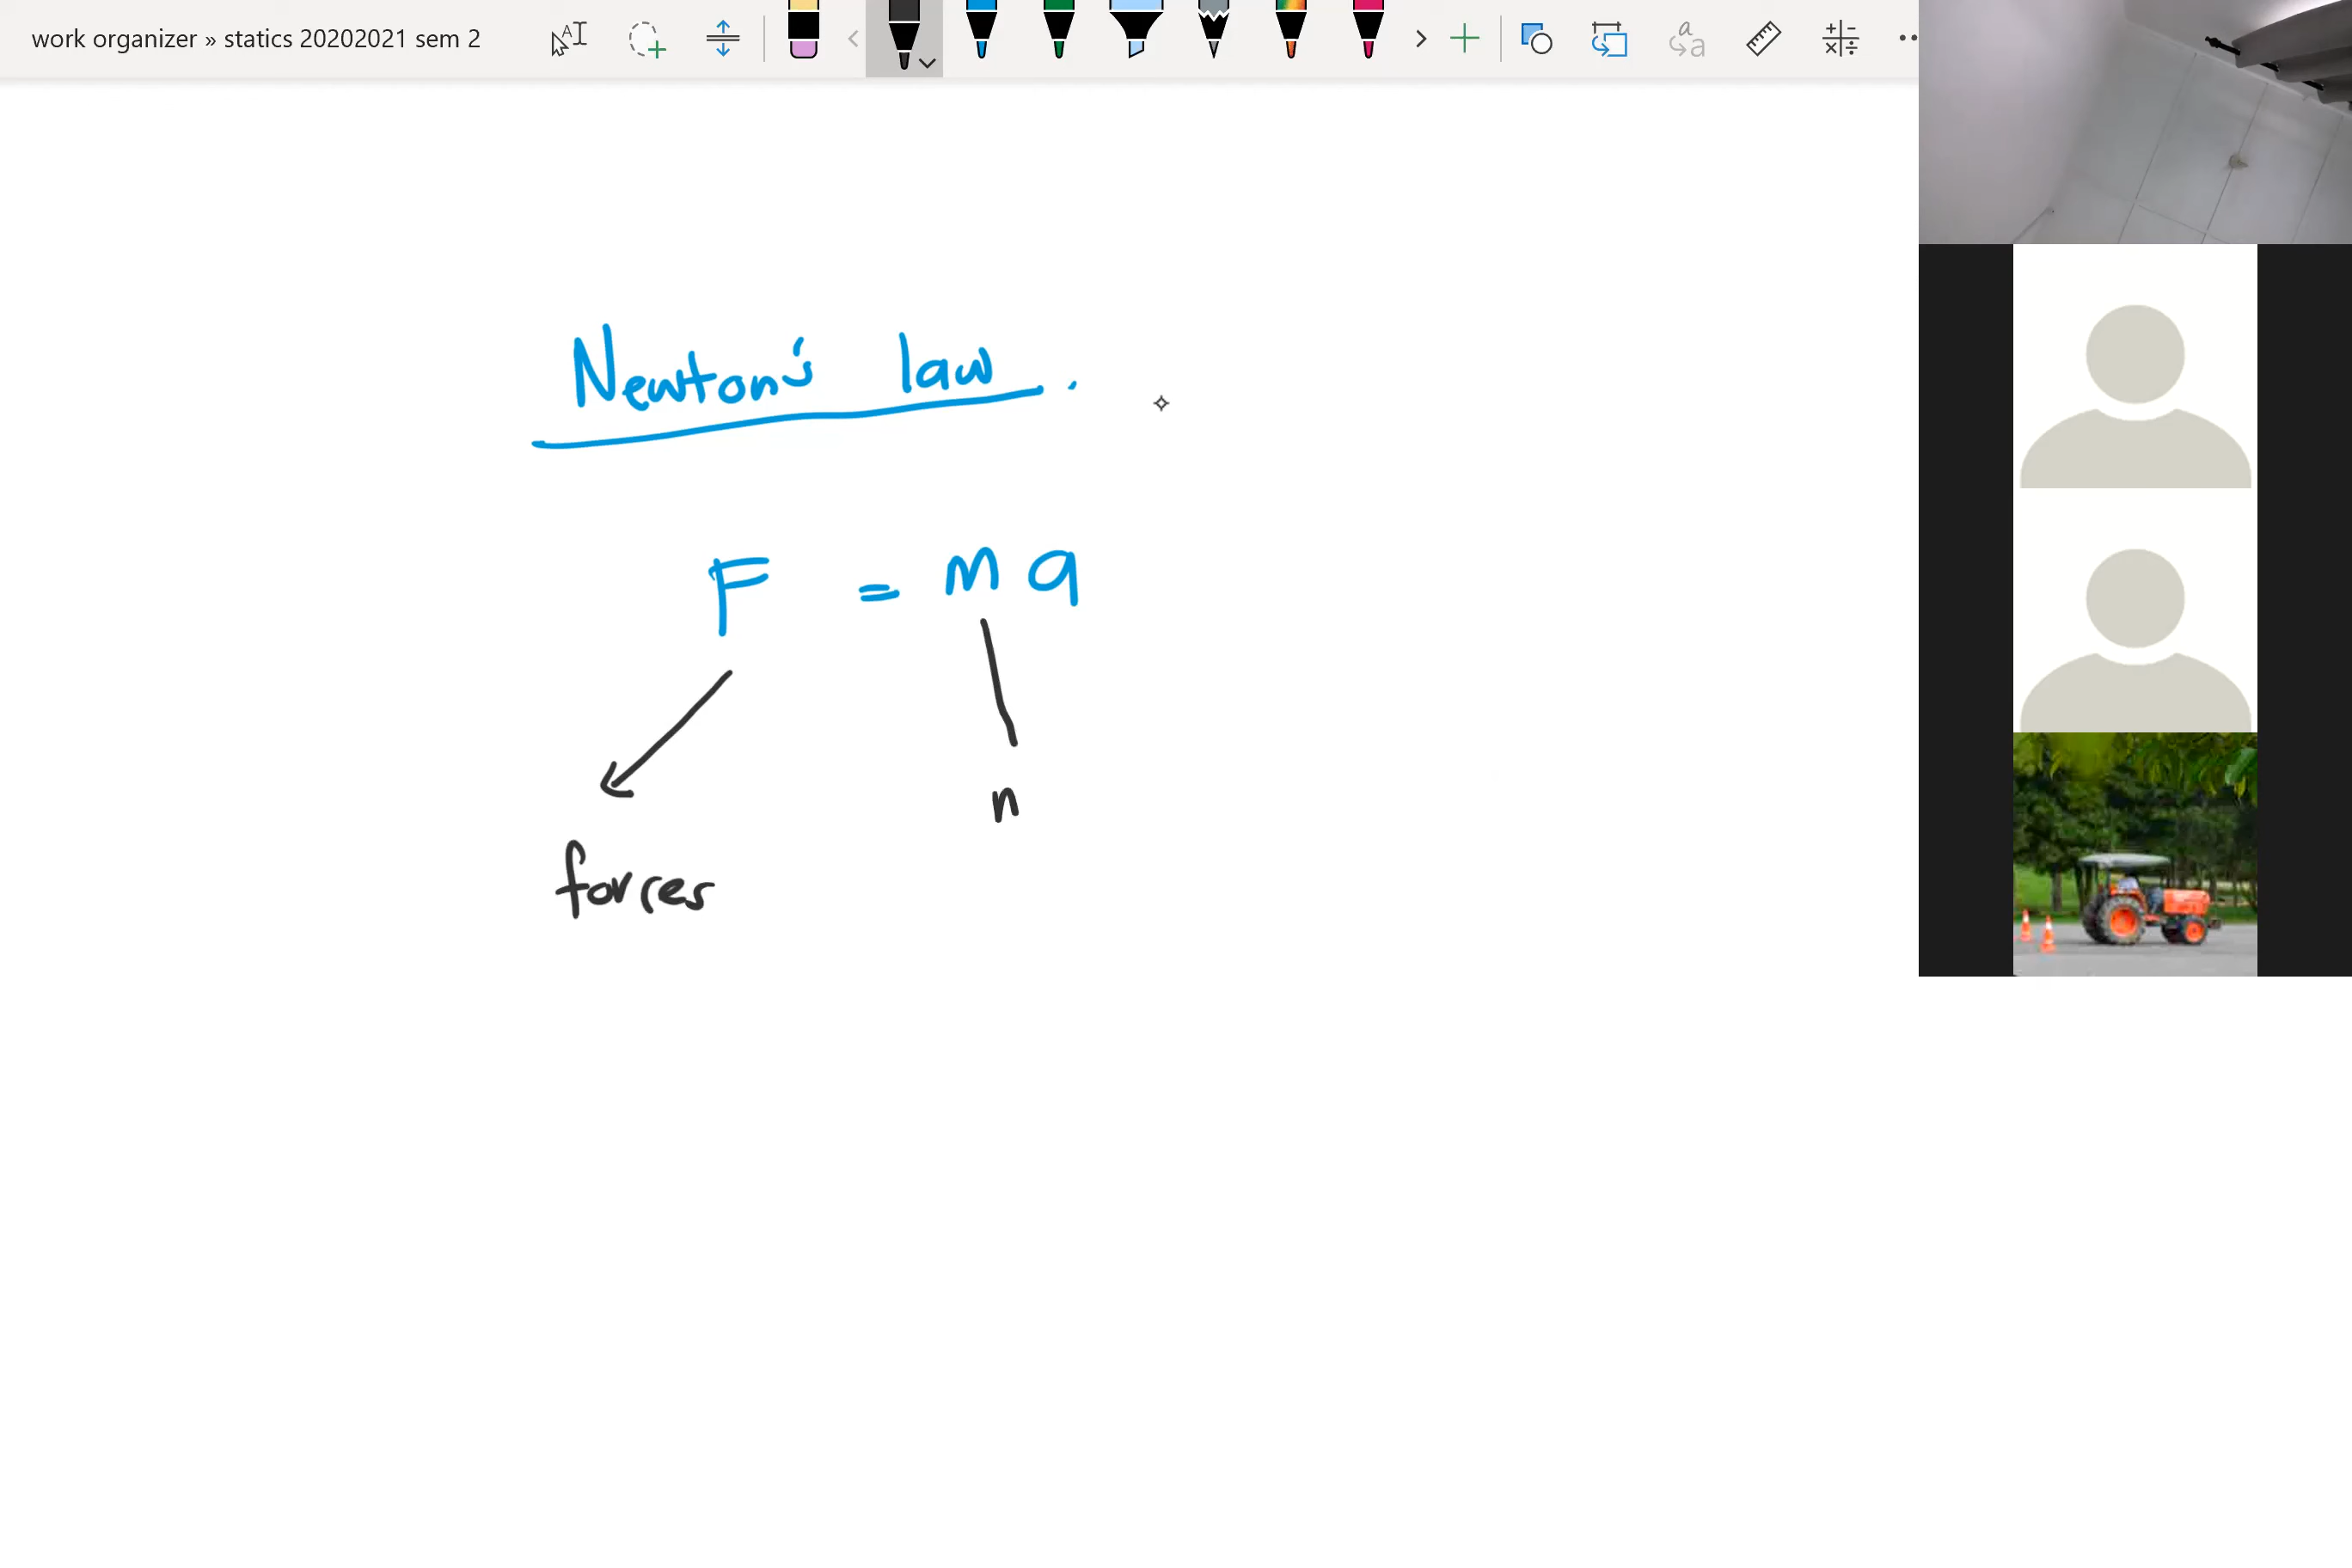 work organizer » statics 20202021 sem 2
Newton's law.
F = ma
n
forces